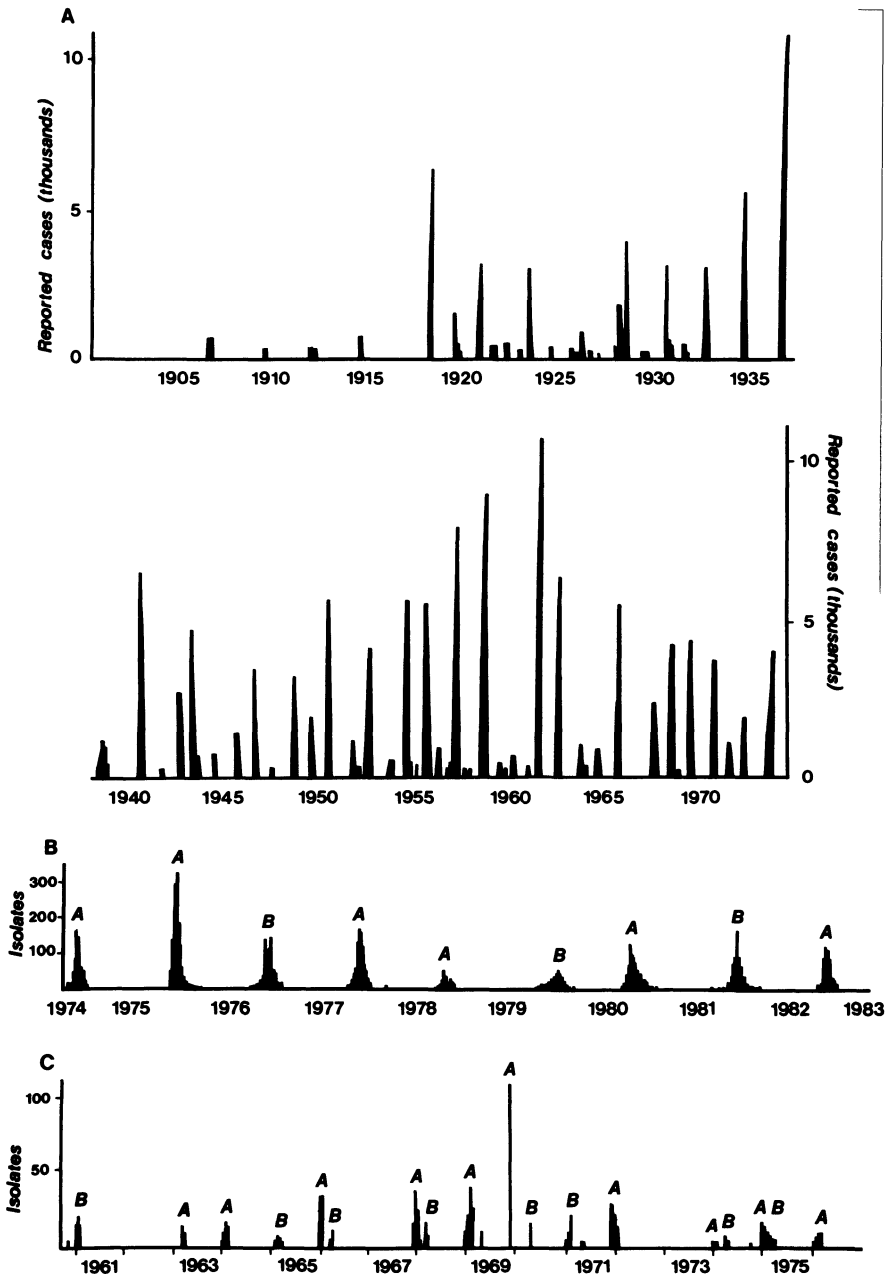 A
Reported cases (thousands)
10
5
0
1905 1910 1915 1920 1925 1930 1935
Reported cases (thousands)
10
5
0
1940 1945 1950 1955 1960 1965 1970
B
Isolates
300
200
100
A A B A A B A B A
1974 1975 1976 1977 1978 1979 1980 1981 1982 1983
C
Isolates
100
50
B A A B A B A B A A B B A A B A B A
1961 1963 1965 1967 1969 1971 1973 1975